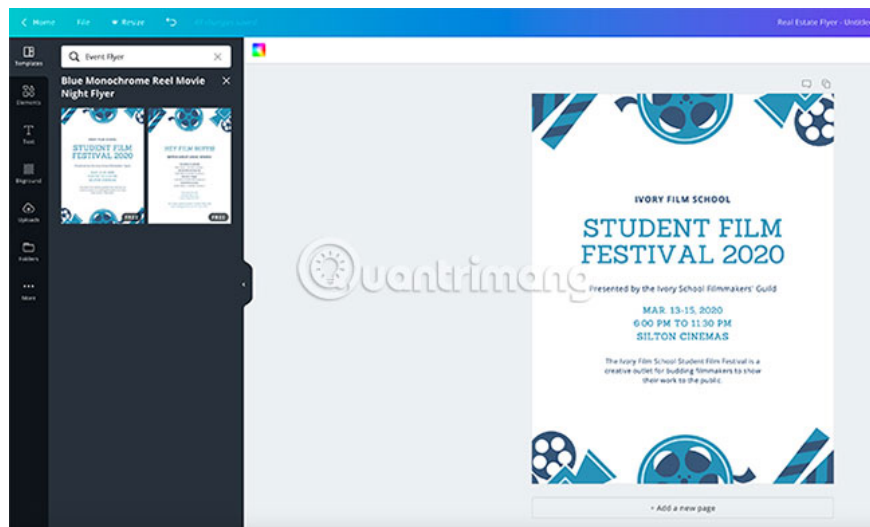 Home File Resize
Real Estate Flyer - Untitled
Templates
Event Flyer
Blue Monochrome Reel Movie
Night Flyer
Elements
Text
Bkground
Uploads
Folders
More
STUDENT FILM
FESTIVAL 2020
FREE
FREE
IVORY FILM SCHOOL
STUDENT FILM
FESTIVAL 2020
Presented by the Ivory School Filmmakers' Guild
MAR. 13-15, 2020
6:00 PM TO 11:30 PM
SILTON CINEMAS
The Ivory Film School Student Film Festival is a
creative outlet for budding filmmakers to show
their work to the public.
Quantrimang
+ Add a new page